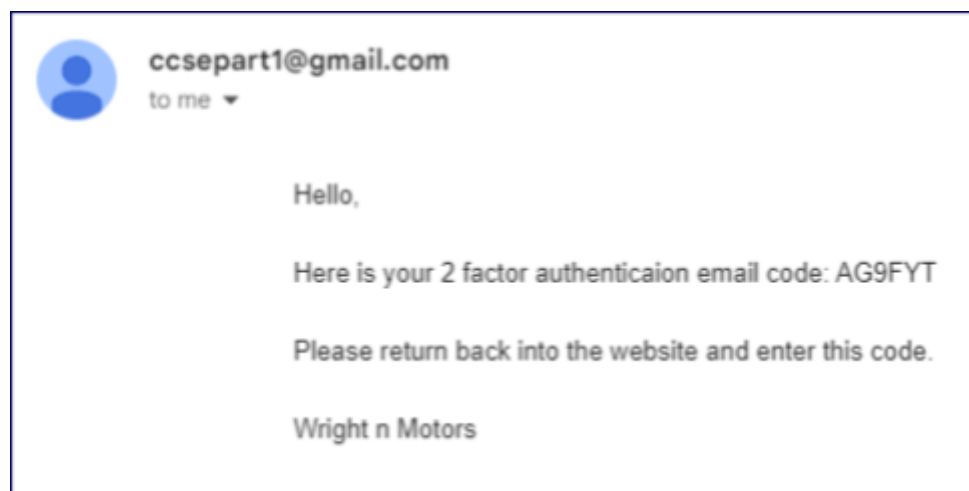 ccsepart1@gmail.com
to me
Hello,
Here is your 2 factor authenticaion email code: AG9FYT
Please return back into the website and enter this code.
Wright n Motors